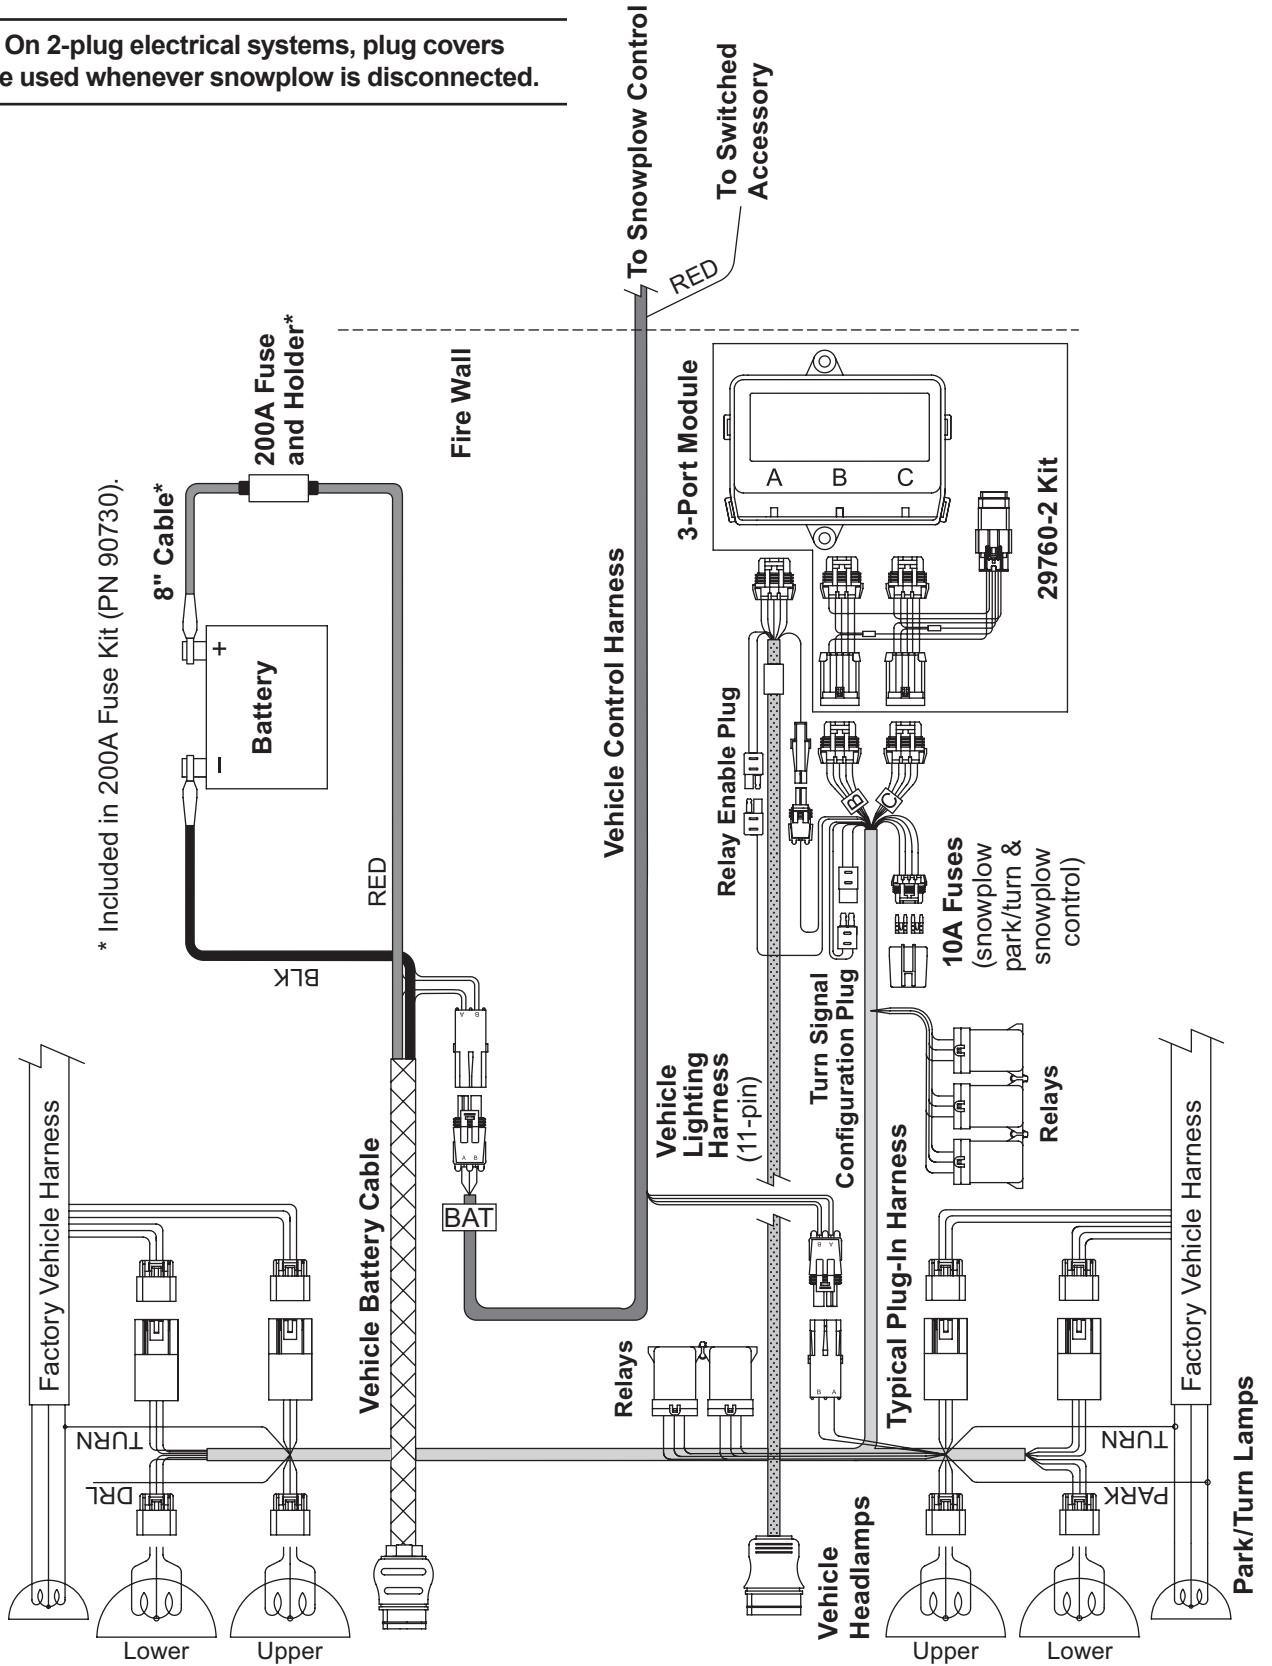 On 2-plug electrical systems, plug covers
e used whenever snowplow is disconnected.
* Included in 200A Fuse Kit (PN 90730).
8" Cable*
200A Fuse
and Holder*
Battery
+
–
BLK
RED
Fire Wall
To Snowplow Control
To Switched
Accessory
RED
Vehicle Control Harness
3-Port Module
A
B
C
29760-2 Kit
Relay Enable Plug
B
C
10A Fuses
(snowplow
park/turn &
snowplow
control)
Turn Signal
Configuration Plug
Vehicle
Lighting
Harness
(11-pin)
Relays
Typical Plug-In Harness
Factory Vehicle Harness
Vehicle Battery Cable
A
B
A
B
BAT
B
A
B
A
Relays
Factory Vehicle Harness
TURN
DRL
TURN
PARK
Vehicle
Headlamps
Park/Turn Lamps
Lower
Upper
Upper
Lower